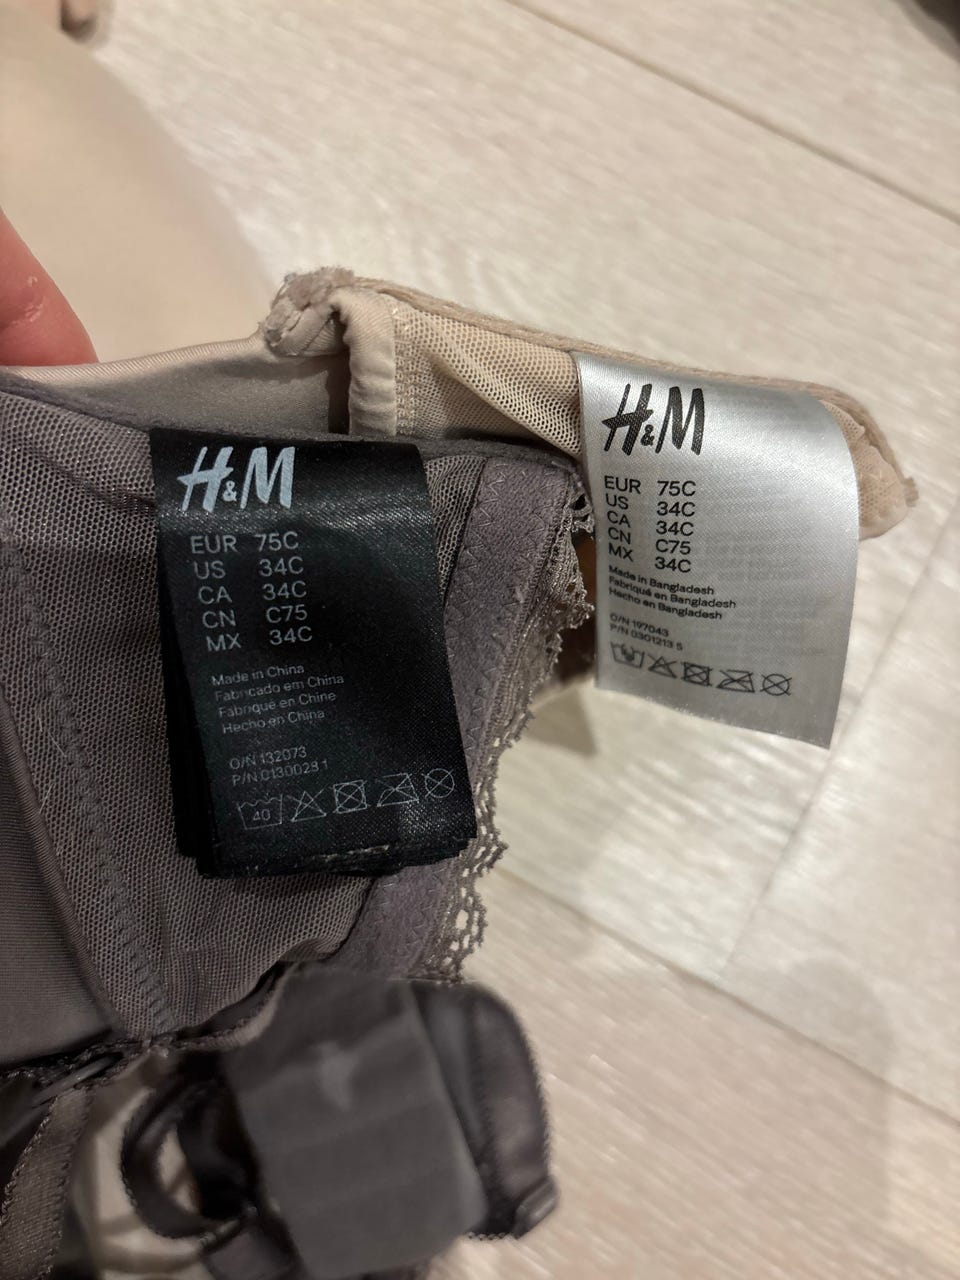 H&M
EUR 75C
US 34C
CA 34C
CN C75
MX 34C
Made in China
Fabricado em China
Fabriqué en Chine
Hecho en China
O/N 132073
P/N 0130028 1
40
H&M
EUR 75C
US 34C
CA 34C
CN C75
MX 34C
Made in Bangladesh
Fabriqué en Bangladesh
Hecho en Bangladesh
O/N 197043
P/N 0301213 5